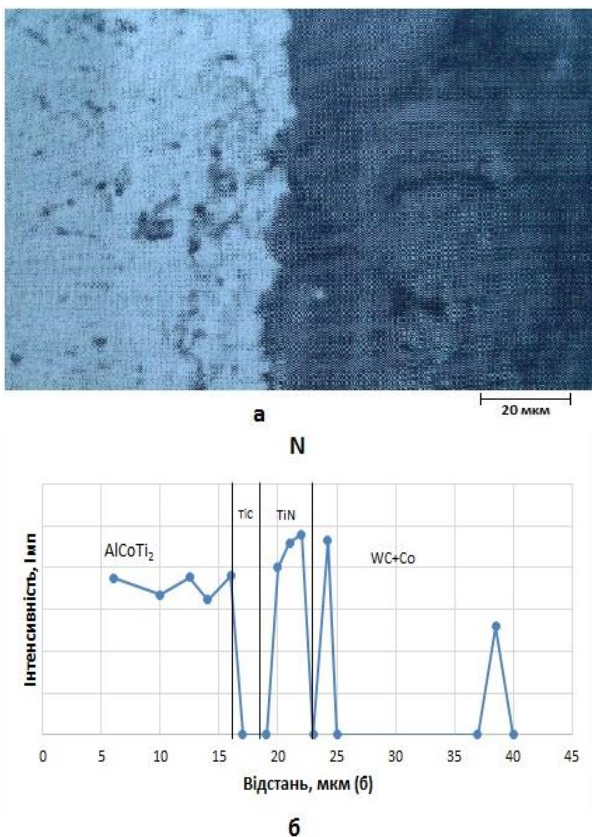 20 мкм
а
N
Інтенсивність, Імп
AlCoTi₂
TiC
TiN
WC+Co
0 5 10 15 20 25 30 35 40 45
Відстань, мкм (б)
б